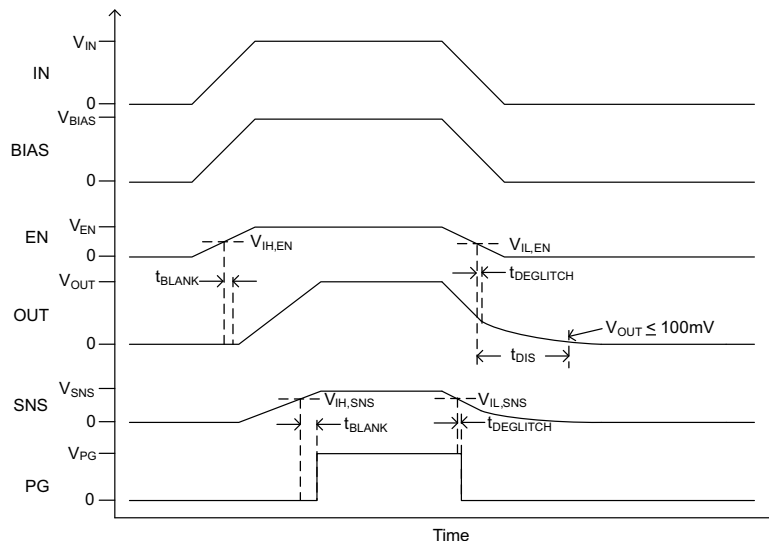 V_IN
IN
0
V_BIAS
BIAS
0
V_EN
EN
0
V_IH,EN
V_IL,EN
t_BLANK
t_DEGLITCH
V_OUT
OUT
0
V_OUT ≤ 100mV
t_DIS
V_SNS
SNS
0
V_IH,SNS
V_IL,SNS
t_BLANK
t_DEGLITCH
V_PG
PG
0
Time